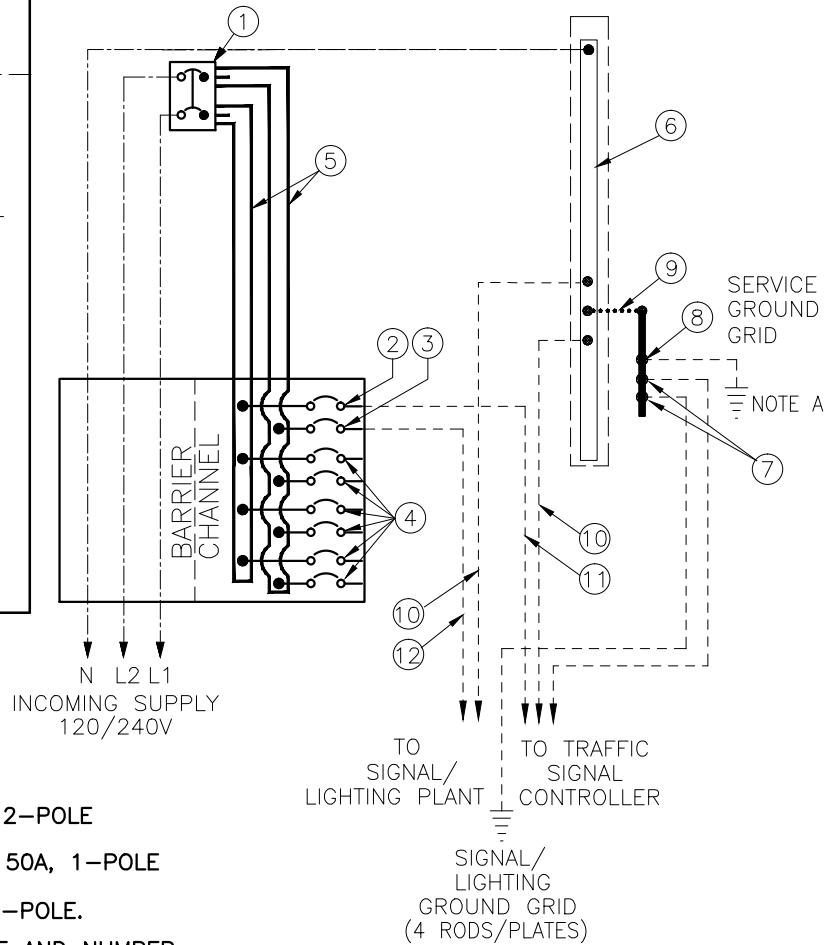 1
6
5
9
SERVICE
GROUND
GRID
8
2
3
NOTE A
BARRIER
CHANNEL
7
4
10
11
10
12
N L2 L1
INCOMING SUPPLY
120/240V
TO
SIGNAL/
LIGHTING PLANT
TO TRAFFIC
SIGNAL
CONTROLLER
2-POLE
50A, 1-POLE
SIGNAL/
LIGHTING
GROUND GRID
(4 RODS/PLATES)
-POLE.
AND NUMBER